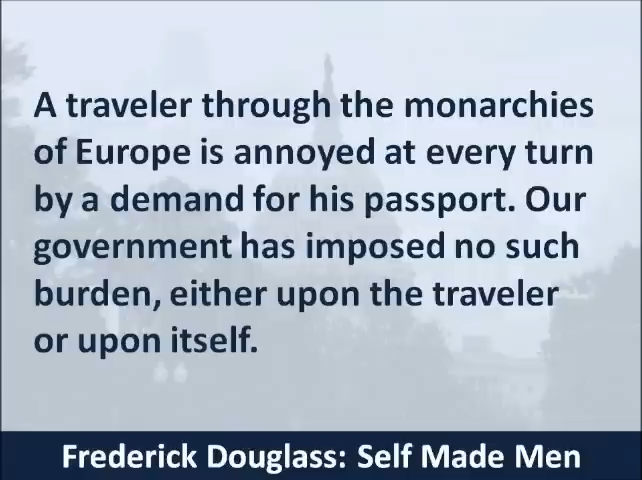 A traveler through the monarchies
of Europe is annoyed at every turn
by a demand for his passport. Our
government has imposed no such
burden, either upon the traveler
or upon itself.
Frederick Douglass: Self Made Men